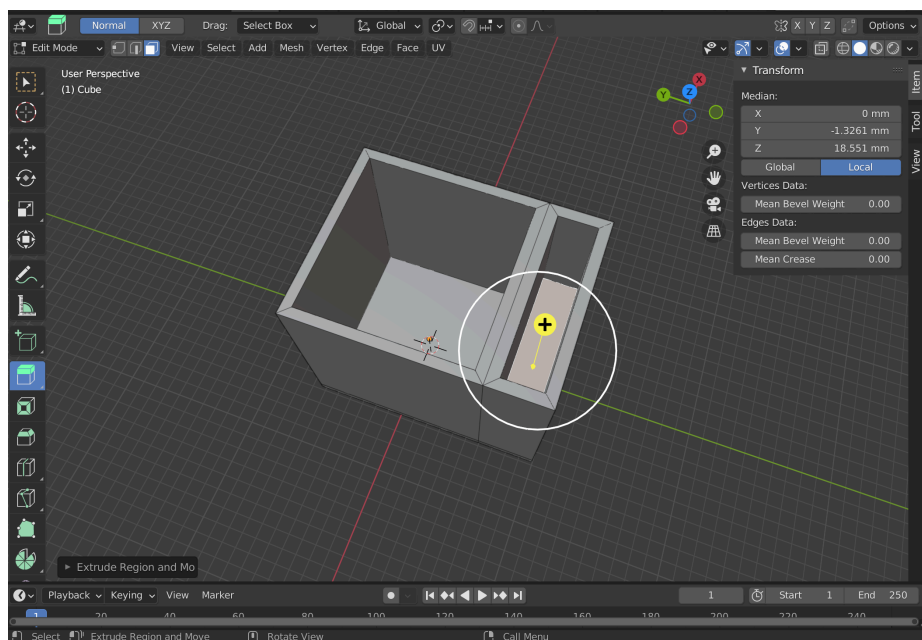 Normal XYZ Drag: Select Box Global X Y Z Options
Edit Mode View Select Add Mesh Vertex Edge Face UV
User Perspective
(1) Cube
X
Y
Z
Transform
Median:
X 0 mm
Y -1.3261 mm
Z 18.551 mm
Global Local
Vertices Data:
Mean Bevel Weight 0.00
Edges Data:
Mean Bevel Weight 0.00
Mean Crease 0.00
Item
Tool
View
Extrude Region and Mo
Playback Keying View Marker 1 Start 1 End 250
1 20 40 60 80 100 120 140 160 180 200 220 240
Select Extrude Region and Move Rotate View Call Menu